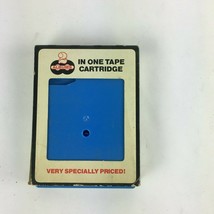 IN ONE TAPE
CARTRIDGE
VERY SPECIALLY PRICED!